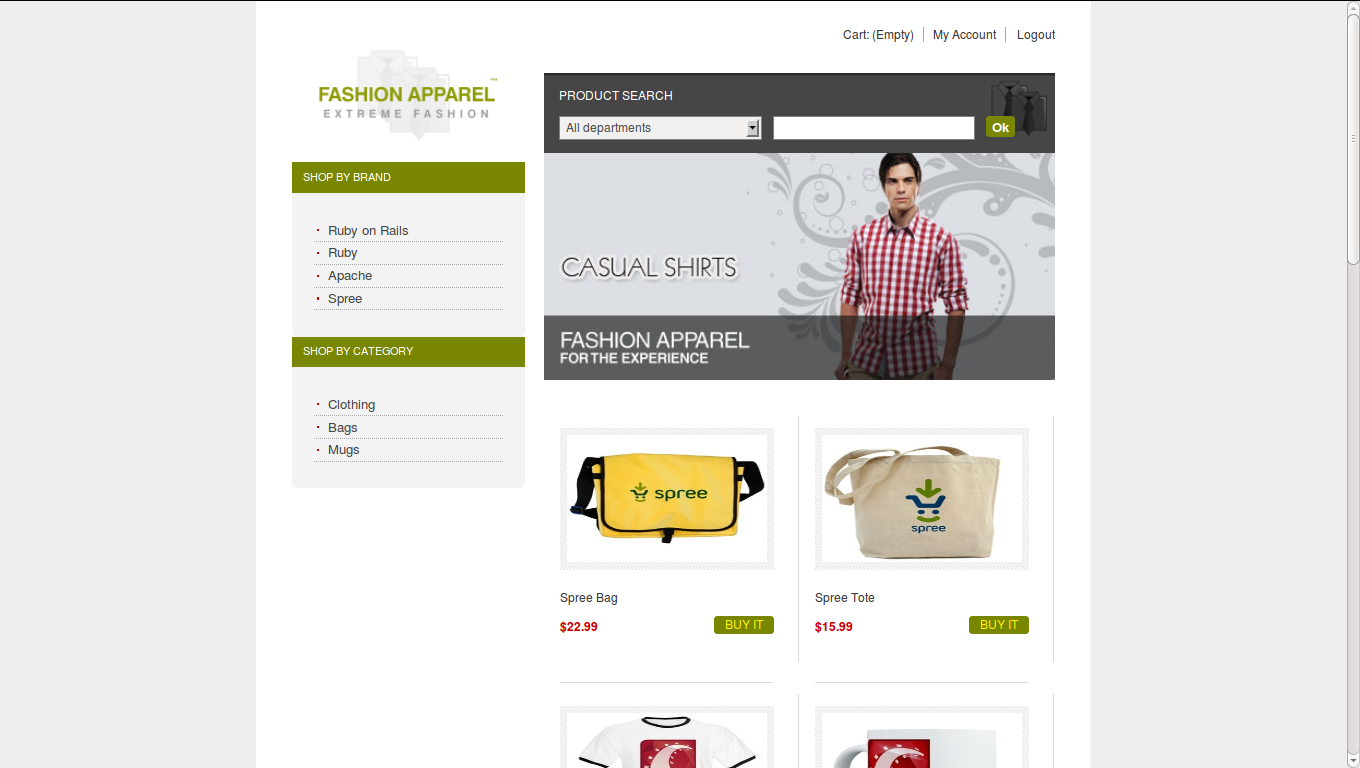 Cart: (Empty)
My Account
Logout
FASHION APPAREL
EXTREME FASHION
PRODUCT SEARCH
All departments
Ok
SHOP BY BRAND
Ruby on Rails
Ruby
Apache
Spree
CASUAL SHIRTS
FASHION APPAREL
FOR THE EXPERIENCE
SHOP BY CATEGORY
Clothing
Bags
Mugs
spree
spree
Spree Bag
Spree Tote
$22.99
BUY IT
$15.99
BUY IT